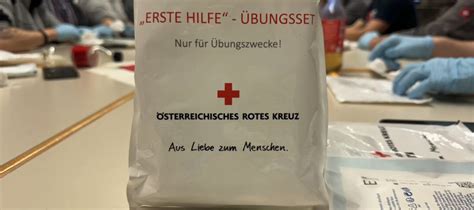 „ERSTE HILFE“ - ÜBUNGSSET
Nur für Übungszwecke!
ÖSTERREICHISCHES ROTES KREUZ
Aus Liebe zum Menschen.